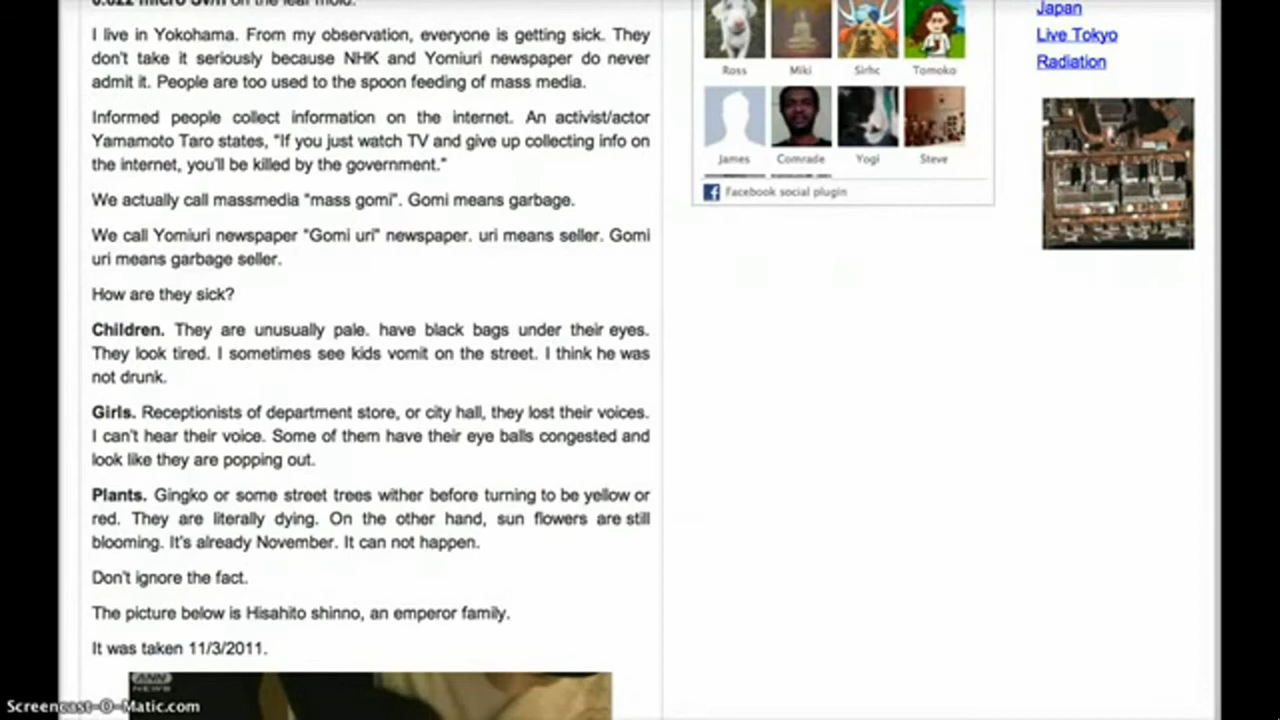 0.022 micro Sv/h on the leaf mold.
I live in Yokohama. From my observation, everyone is getting sick. They
don't take it seriously because NHK and Yomiuri newspaper do never
admit it. People are too used to the spoon feeding of mass media.
Informed people collect information on the internet. An activist/actor
Yamamoto Taro states, "If you just watch TV and give up collecting info on
the internet, you'll be killed by the government."
We actually call massmedia "mass gomi". Gomi means garbage.
We call Yomiuri newspaper "Gomi uri" newspaper. uri means seller. Gomi
uri means garbage seller.
How are they sick?
Children. They are unusually pale. have black bags under their eyes.
They look tired. I sometimes see kids vomit on the street. I think he was
not drunk.
Girls. Receptionists of department store, or city hall, they lost their voices.
I can't hear their voice. Some of them have their eye balls congested and
look like they are popping out.
Plants. Gingko or some street trees wither before turning to be yellow or
red. They are literally dying. On the other hand, sun flowers are still
blooming. It's already November. It can not happen.
Don't ignore the fact.
The picture below is Hisahito shinno, an emperor family.
It was taken 11/3/2011.
ANN
NEWS
Ross Miki Sirhc Tomoko
James Comrade Yogi Steve
Facebook social plugin
Japan
Live Tokyo
Radiation
Screencast-O-Matic.com